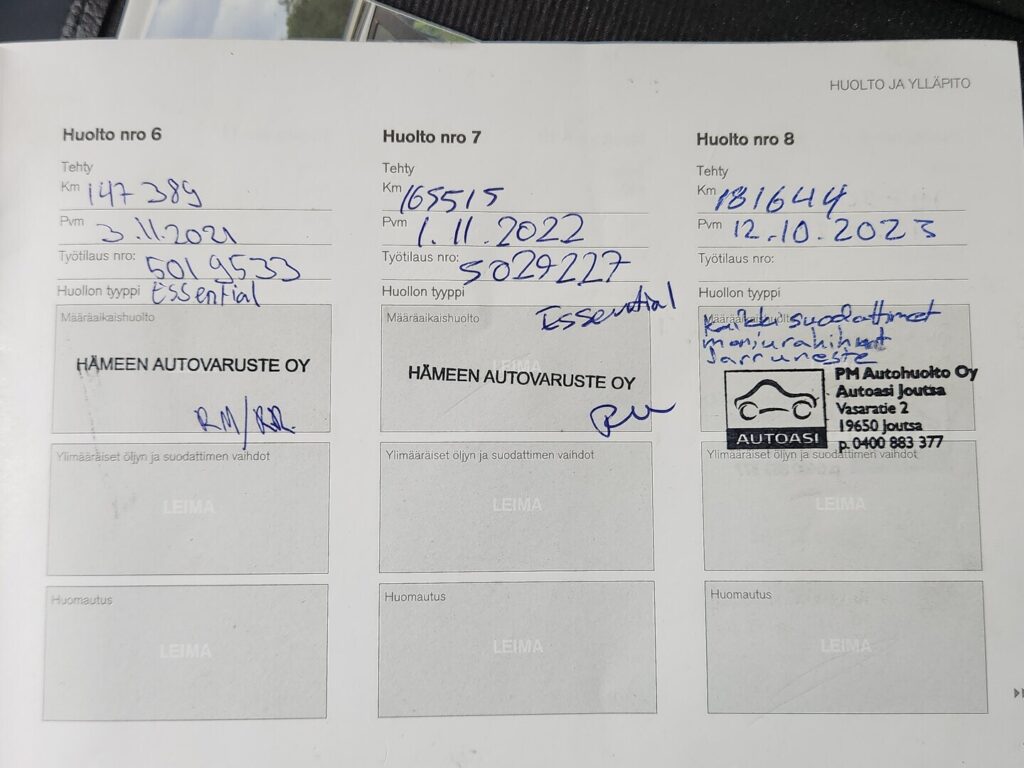 HUOLTO JA YLLÄPITO
Huolto nro 6
Tehty
Km 147 389
Pvm 3.11.2021
Työtilaus nro: 5019533
Huollon tyyppi Essential
Määräaikaishuolto
HÄMEEN AUTOVARUSTE OY
RM/RR.
Ylimääräiset öljyn ja suodattimen vaihdot
LEIMA
Huomautus
LEIMA
Huolto nro 7
Tehty
Km 165515
Pvm 1.11.2022
Työtilaus nro: 5029227
Huollon tyyppi Essential
Määräaikaishuolto
HÄMEEN AUTOVARUSTE OY
Ylimääräiset öljyn ja suodattimen vaihdot
LEIMA
Huomautus
LEIMA
Huolto nro 8
Tehty
Km 181644
Pvm 12.10.2023
Työtilaus nro:
Huollon tyyppi
Määräaikaishuolto
Kaikki suodattimet
moniurahihnat
Jarruneste
AUTOASI
PM Autohuolto Oy
Autoasi Joutsa
Vasaratie 2
19650 Joutsa
p. 0400 883 377
Ylimääräiset öljyn ja suodattimen vaihdot
LEIMA
Huomautus
LEIMA